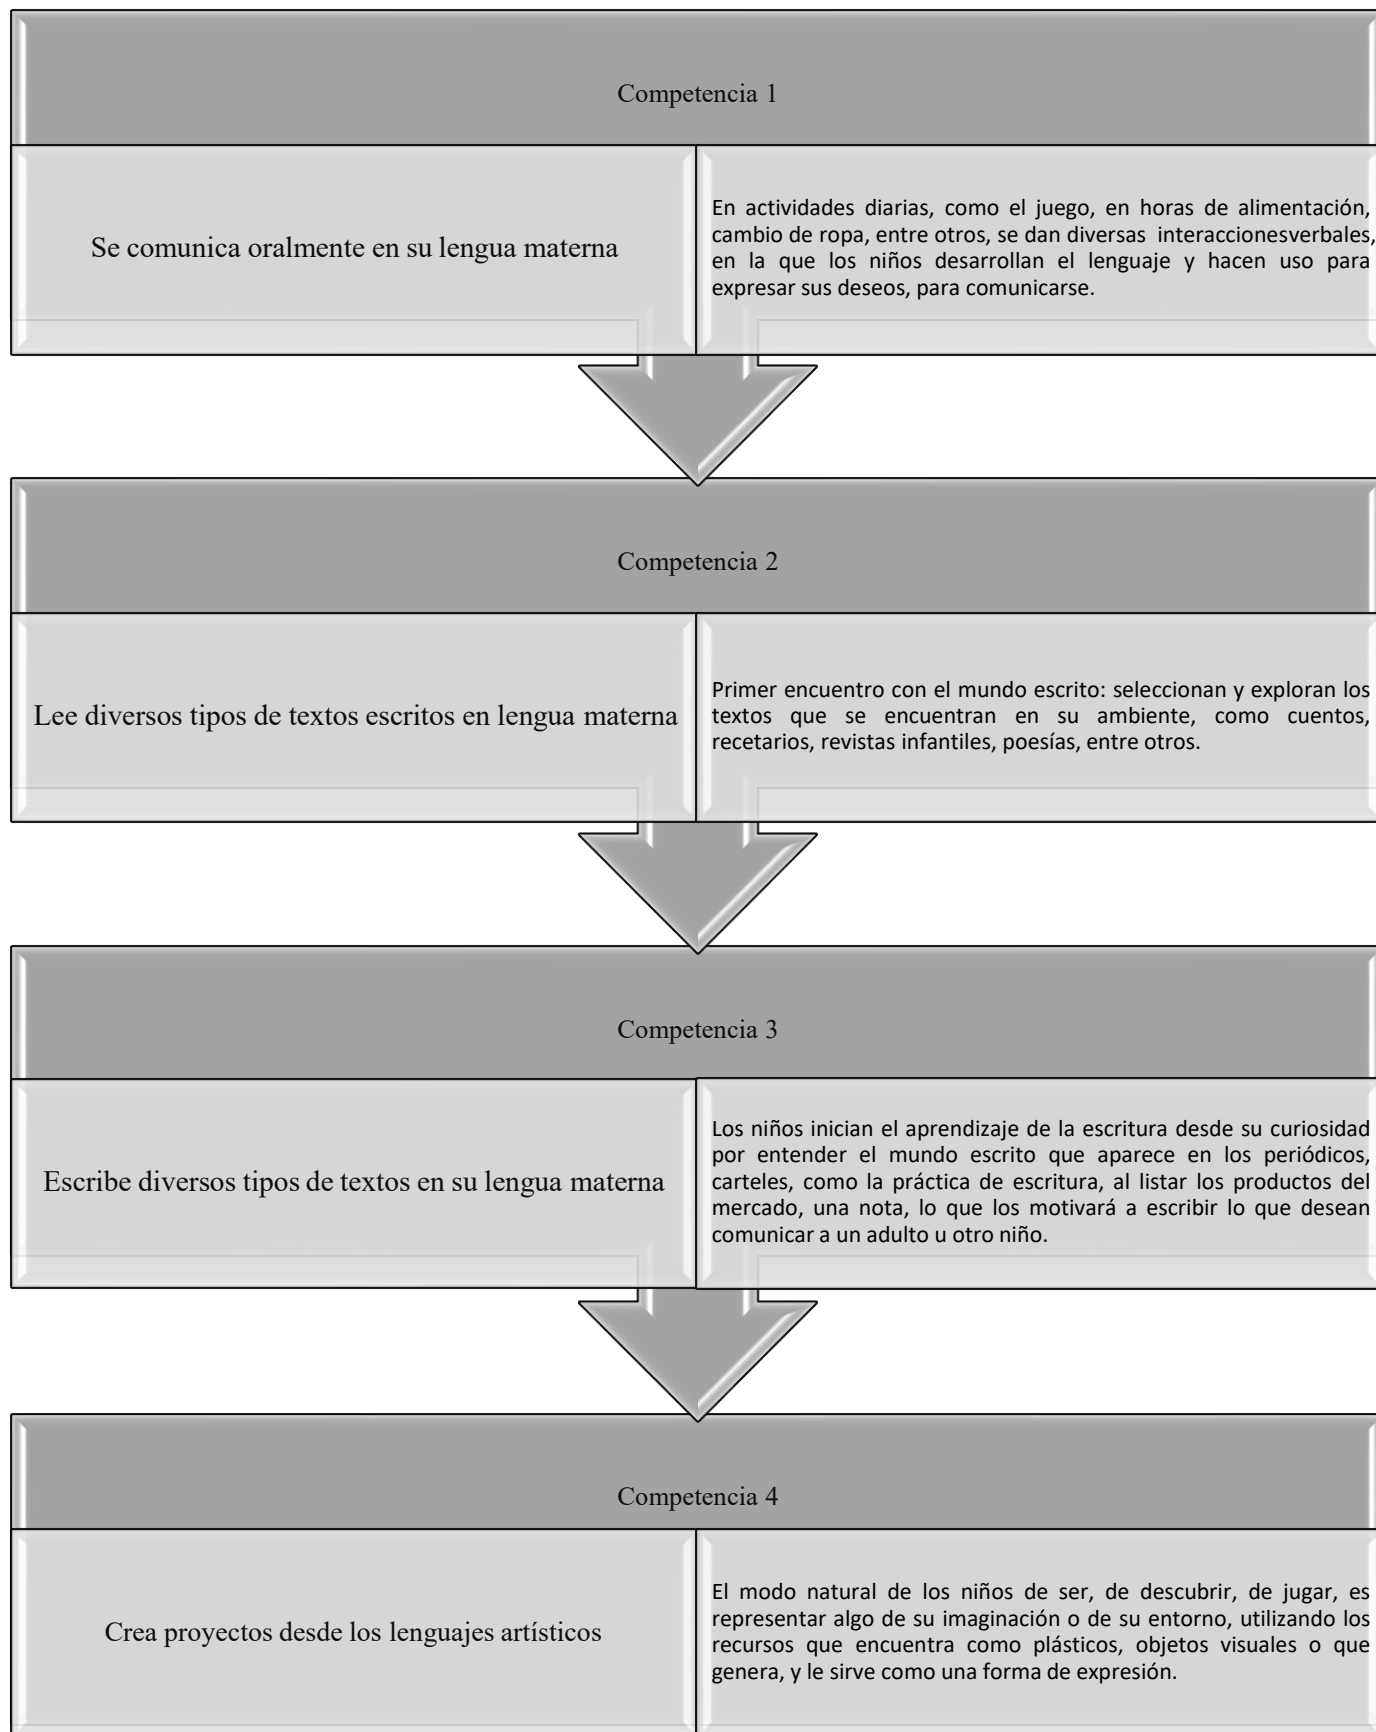 Competencia 1
Se comunica oralmente en su lengua materna
En actividades diarias, como el juego, en horas de alimentación,
cambio de ropa, entre otros, se dan diversas interaccionesverbales,
en la que los niños desarrollan el lenguaje y hacen uso para
expresar sus deseos, para comunicarse.
Competencia 2
Lee diversos tipos de textos escritos en lengua materna
Primer encuentro con el mundo escrito: seleccionan y exploran los
textos que se encuentran en su ambiente, como cuentos,
recetarios, revistas infantiles, poesías, entre otros.
Competencia 3
Escribe diversos tipos de textos en su lengua materna
Los niños inician el aprendizaje de la escritura desde su curiosidad
por entender el mundo escrito que aparece en los periódicos,
carteles, como la práctica de escritura, al listar los productos del
mercado, una nota, lo que los motivará a escribir lo que desean
comunicar a un adulto u otro niño.
Competencia 4
Crea proyectos desde los lenguajes artísticos
El modo natural de los niños de ser, de descubrir, de jugar, es
representar algo de su imaginación o de su entorno, utilizando los
recursos que encuentra como plásticos, objetos visuales o que
genera, y le sirve como una forma de expresión.